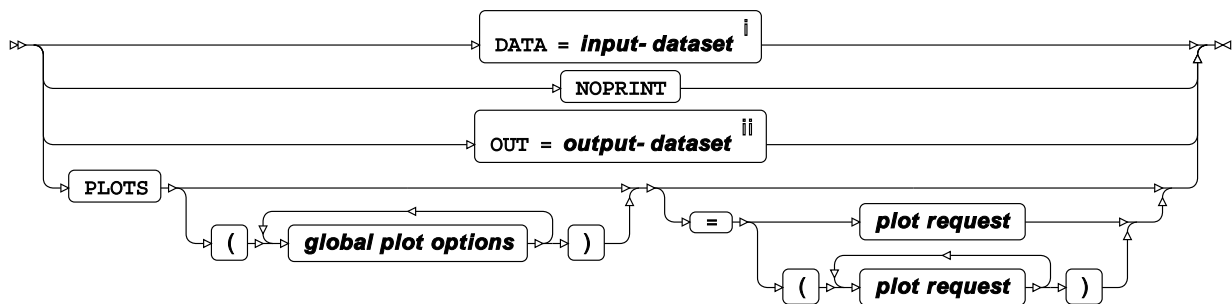 DATA = input- dataset i
NOPRINT
OUT = output- dataset ii
PLOTS
( global plot options )
= plot request
( plot request )